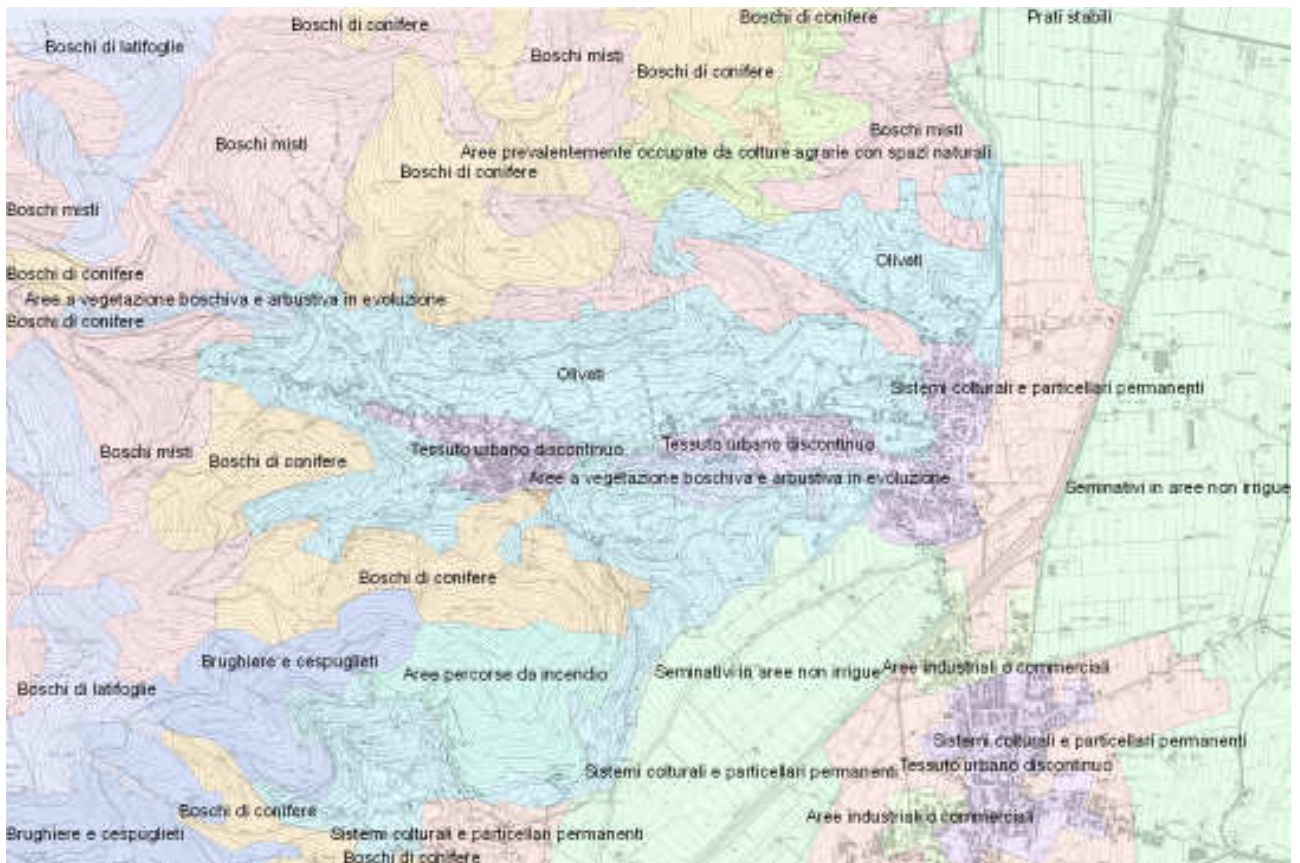 Boschi di conifere
Prati stabili
Boschi di conifere
Boschi di latifoglie
Boschi misti
Boschi di conifere
Boschi misti
Boschi misti
Aree prevalentemente occupate da colture agrarie con spazi naturali
Boschi di conifere
Boschi misti
Oliveti
Boschi di conifere
Aree a vegetazione boschiva e arbustiva in evoluzione
Boschi di conifere
Oliveti
Sistemi colturali e particellari permanenti
Tessuto urbano discontinuo
Tessuto urbano discontinuo
Boschi misti
Boschi di conifere
Aree a vegetazione boschiva e arbustiva in evoluzione
Seminativi in aree non irrigue
Boschi di conifere
Brughiere e cespuglieti
Aree percorse da incendio
Seminativi in aree non irrigue
Aree industriali o commerciali
Boschi di latifoglie
Sistemi colturali e particellari permanenti
Tessuto urbano discontinuo
Sistemi colturali e particellari permanenti
Boschi di conifere
Aree industriali o commerciali
Brughiere e cespuglieti
Sistemi colturali e particellari permanenti
Boschi di conifere